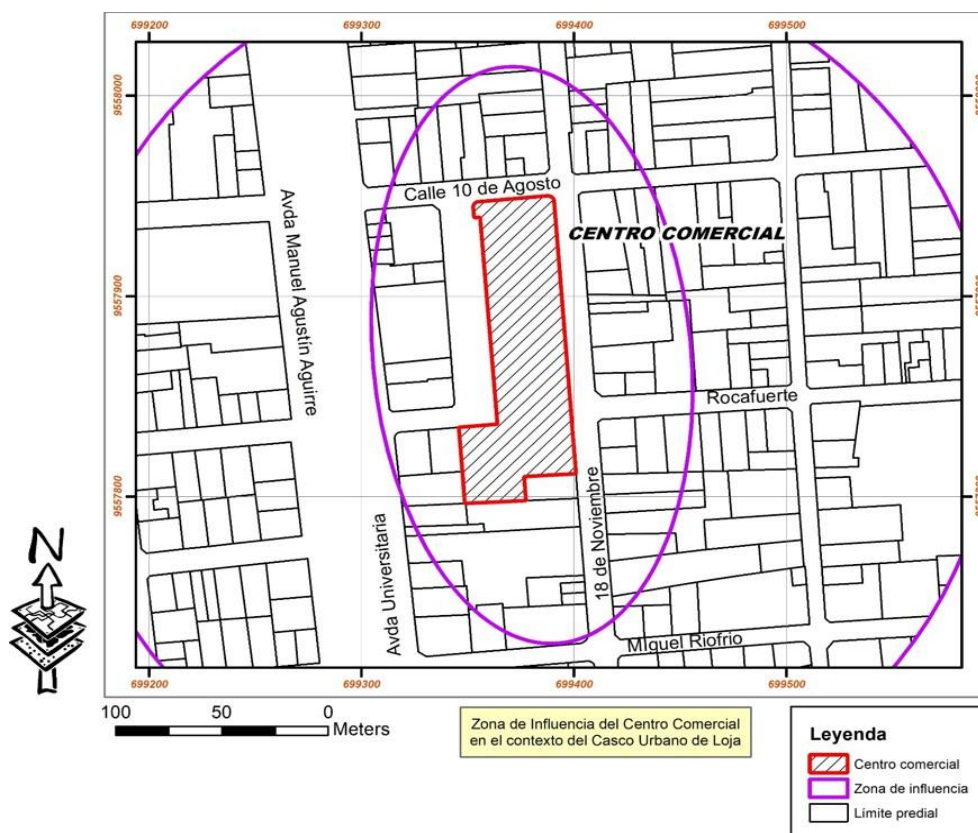 699200 699300 699400 699500
9558000
9557900
9557800
Calle 10 de Agosto
CENTRO COMERCIAL
Avda Manuel Agustín Aguirre
Rocafuerte
Avda Universitaria
18 de Noviembre
MIquel Riofrio
N
699200 699300 699400 699500
100 50 0
Meters
Zona de Influencia del Centro Comercial
en el contexto del Casco Urbano de Loja
Leyenda
Centro comercial
Zona de influencia
Límite predial